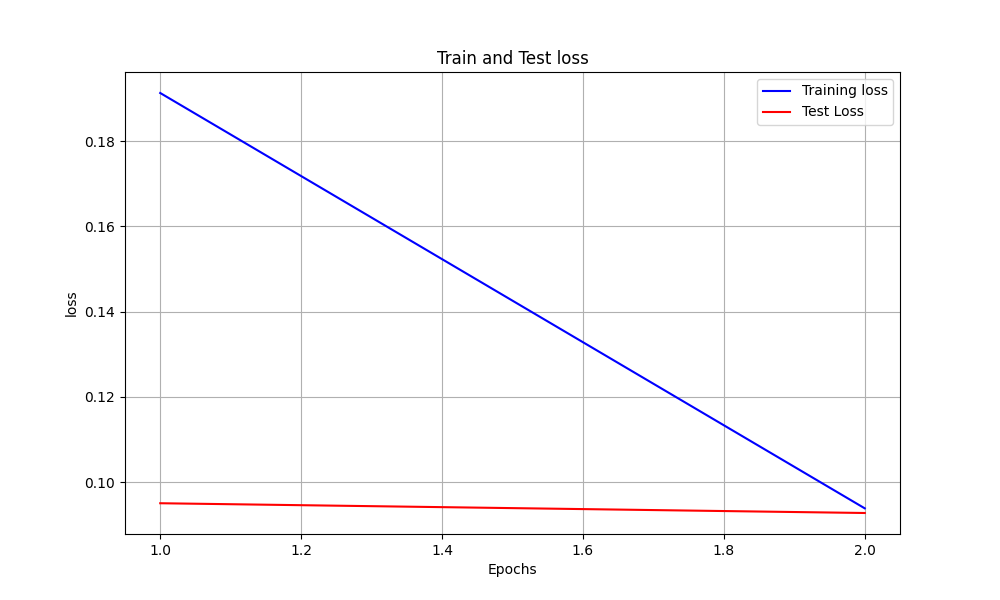 Train and Test loss
Training loss
Test Loss
0.18
0.16
0.14
0.12
0.10
loss
1.0 1.2 1.4 1.6 1.8 2.0
Epochs